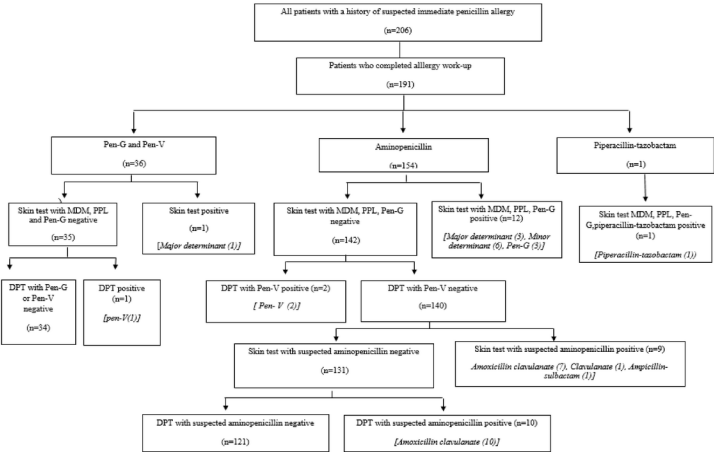 All patients with a history of suspected immediate penicillin allergy
(n=206)
Patients who completed alllergy work-up
(n=191)
Pen-G and Pen-V
(n=36)
Aminopenicillin
(n=154)
Piperacillin-tazobactam
(n=1)
Skin test with MDM, PPL
and Pen-G negative
(n=35)
Skin test positive
(n=1)
[Major determinant (1)]
Skin test with MDM, PPL, Pen-G
negative
(n=142)
Skin test with MDM, PPL, Pen-G
positive (n=12)
[Major determinant (3), Minor
determinant (6), Pen-G (3)]
Skin test MDM, PPL, Pen-
G,piperacillin-tazobactam positive
(n=1)
[Piperacillin-tazobactam (1))
DPT with Pen-G
or Pen-V
negative
(n=34)
DPT positive
(n=1)
[pen-V(1)]
DPT with Pen-V positive (n=2)
[ Pen- V (2)]
DPT with Pen-V negative
(n=140)
Skin test with suspected aminopenicillin negative
(n=131)
Skin test with suspected aminopenicillin positive (n=9)
Amoxicillin clavulanate (7), Clavulanate (1), Ampicillin-
sulbactam (1)]
DPT with suspected aminopenicillin negative
(n=121)
DPT with suspected aminopenicillin positive (n=10)
[Amoxicillin clavulanate (10)]